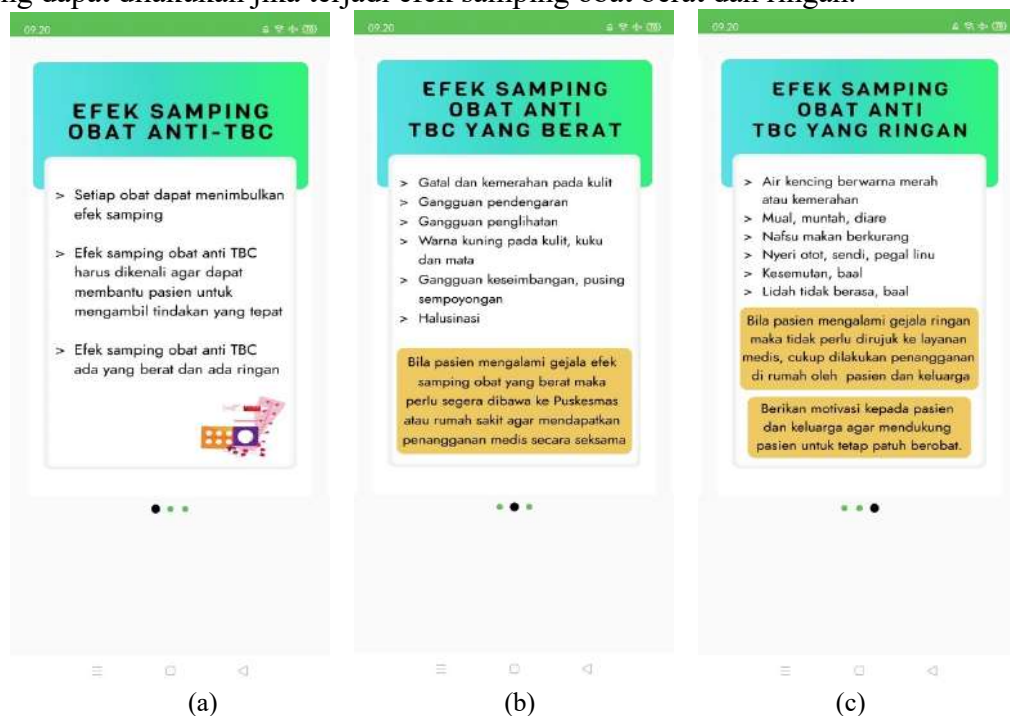 ng dapat dilakukan jika terjadi efek samping obat berat dan ringan.
09.20
EFEK SAMPING
OBAT ANTI-TBC
> Setiap obat dapat menimbulkan
efek samping
> Efek samping obat anti TBC
harus dikenali agar dapat
membantu pasien untuk
mengambil tindakan yang tepat
> Efek samping obat anti TBC
ada yang berat dan ada ringan
(a)
09.20
EFEK SAMPING
OBAT ANTI
TBC YANG BERAT
> Gatal dan kemerahan pada kulit
> Gangguan pendengaran
> Gangguan penglihatan
> Warna kuning pada kulit, kuku
dan mata
> Gangguan keseimbangan, pusing
sempoyongan
> Halusinasi
Bila pasien mengalami gejala efek
samping obat yang berat maka
perlu segera dibawa ke Puskesmas
atau rumah sakit agar mendapatkan
penangganan medis secara seksama
(b)
09.20
EFEK SAMPING
OBAT ANTI
TBC YANG RINGAN
> Air kencing berwarna merah
atau kemerahan
> Mual, muntah, diare
> Nafsu makan berkurang
> Nyeri otot, sendi, pegal linu
> Kesemutan, baal
> Lidah tidak berasa, baal
Bila pasien mengalami gejala ringan
maka tidak perlu dirujuk ke layanan
medis, cukup dilakukan penangganan
di rumah oleh pasien dan keluarga
Berikan motivasi kepada pasien
dan keluarga agar mendukung
pasien untuk tetap patuh berobat.
(c)